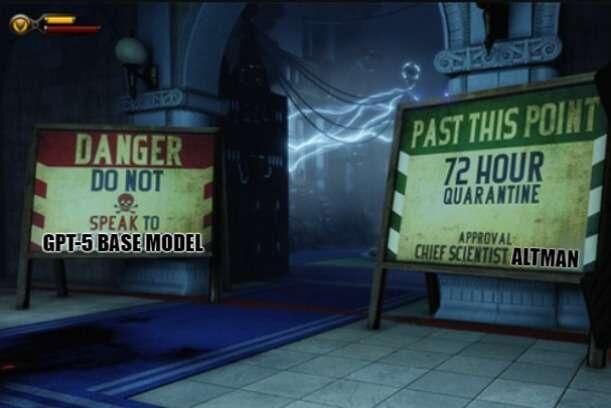 DANGER
DO NOT
SPEAK TO
GPT-5 BASE MODEL
PAST THIS POINT
72 HOUR
QUARANTINE
APPROVAL:
CHIEF SCIENTIST ALTMAN